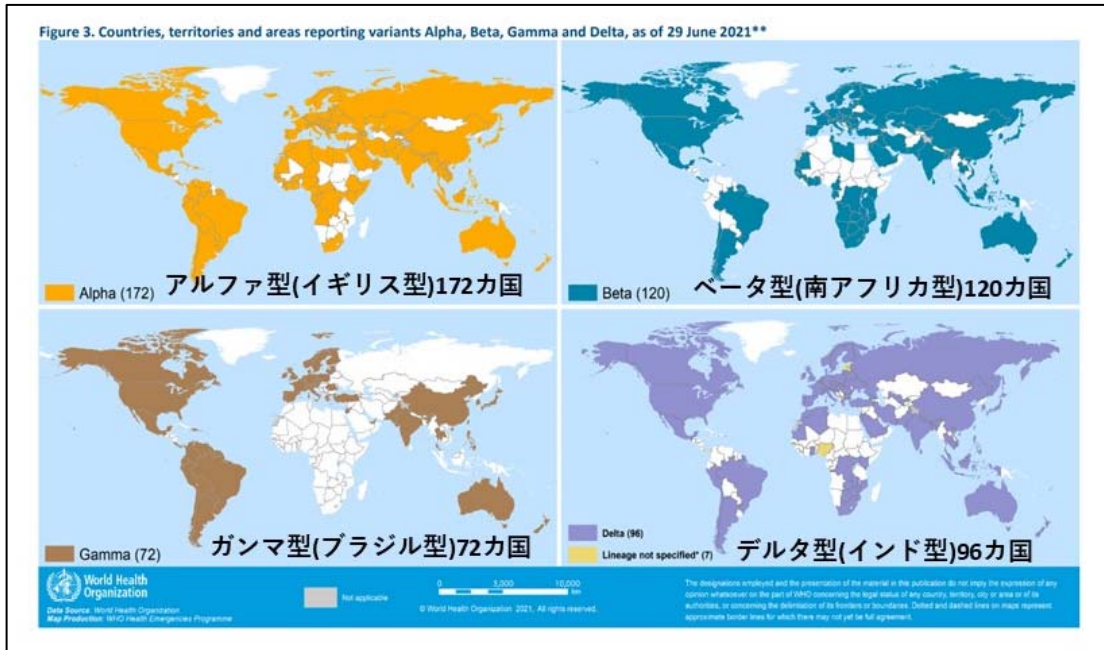 Figure 3. Countries, territories and areas reporting variants Alpha, Beta, Gamma and Delta, as of 29 June 2021**
Alpha (172)
アルファ型(イギリス型)172カ国
Beta (120)
ベータ型(南アフリカ型)120カ国
Gamma (72)
ガンマ型(ブラジル型)72カ国
Delta (96)
Lineage not specified* (7)
デルタ型(インド型)96カ国
World Health
Organization
Data Source: World Health Organization
Map Production: WHO Health Emergencies Programme
Not applicable
0 5,000 10,000
km
© World Health Organization 2021, All rights reserved.
The designations employed and the presentation of the material in this publication do not imply the expression of any
opinion whatsoever on the part of WHO concerning the legal status of any country, territory, city or area or of its
authorities, or concerning the delimitation of its frontiers or boundaries. Dotted and dashed lines on maps represent
approximate border lines for which there may not yet be full agreement.